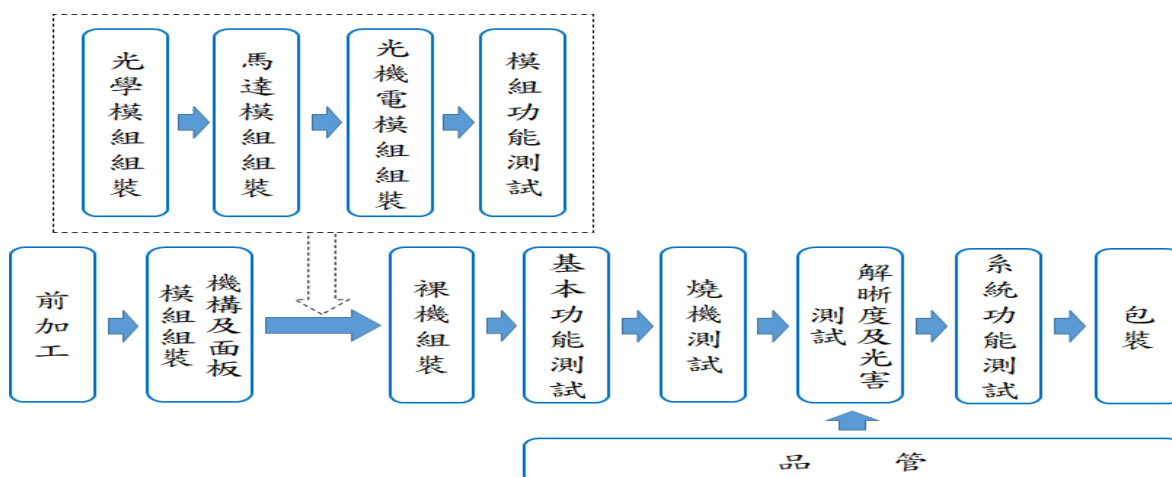 光學模組組裝
馬達模組組裝
光機電模組組裝
模組功能測試
前加工
機構及面板
模組組裝
裸機組裝
基本功能測試
燒機測試
解晰度及光害
測試
系統功能測試
包裝
品 管